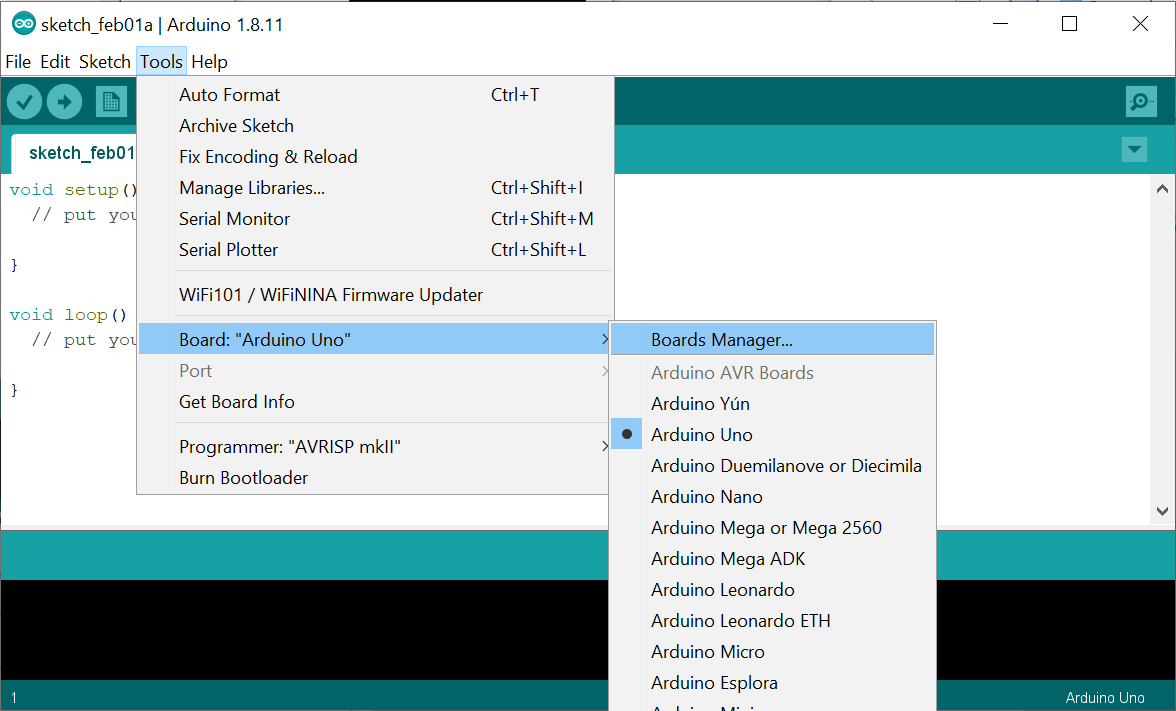 sketch_feb01a | Arduino 1.8.11
File Edit Sketch Tools Help
sketch_feb01
void setup()
// put you
}
void loop()
// put you
}
Auto Format Ctrl+T
Archive Sketch
Fix Encoding & Reload
Manage Libraries... Ctrl+Shift+I
Serial Monitor Ctrl+Shift+M
Serial Plotter Ctrl+Shift+L
WiFi101 / WiFiNINA Firmware Updater
Board: "Arduino Uno"
Port
Get Board Info
Programmer: "AVRISP mkII"
Burn Bootloader
Boards Manager...
Arduino AVR Boards
Arduino Yún
Arduino Uno
Arduino Duemilanove or Diecimila
Arduino Nano
Arduino Mega or Mega 2560
Arduino Mega ADK
Arduino Leonardo
Arduino Leonardo ETH
Arduino Micro
Arduino Esplora
1
Arduino Uno